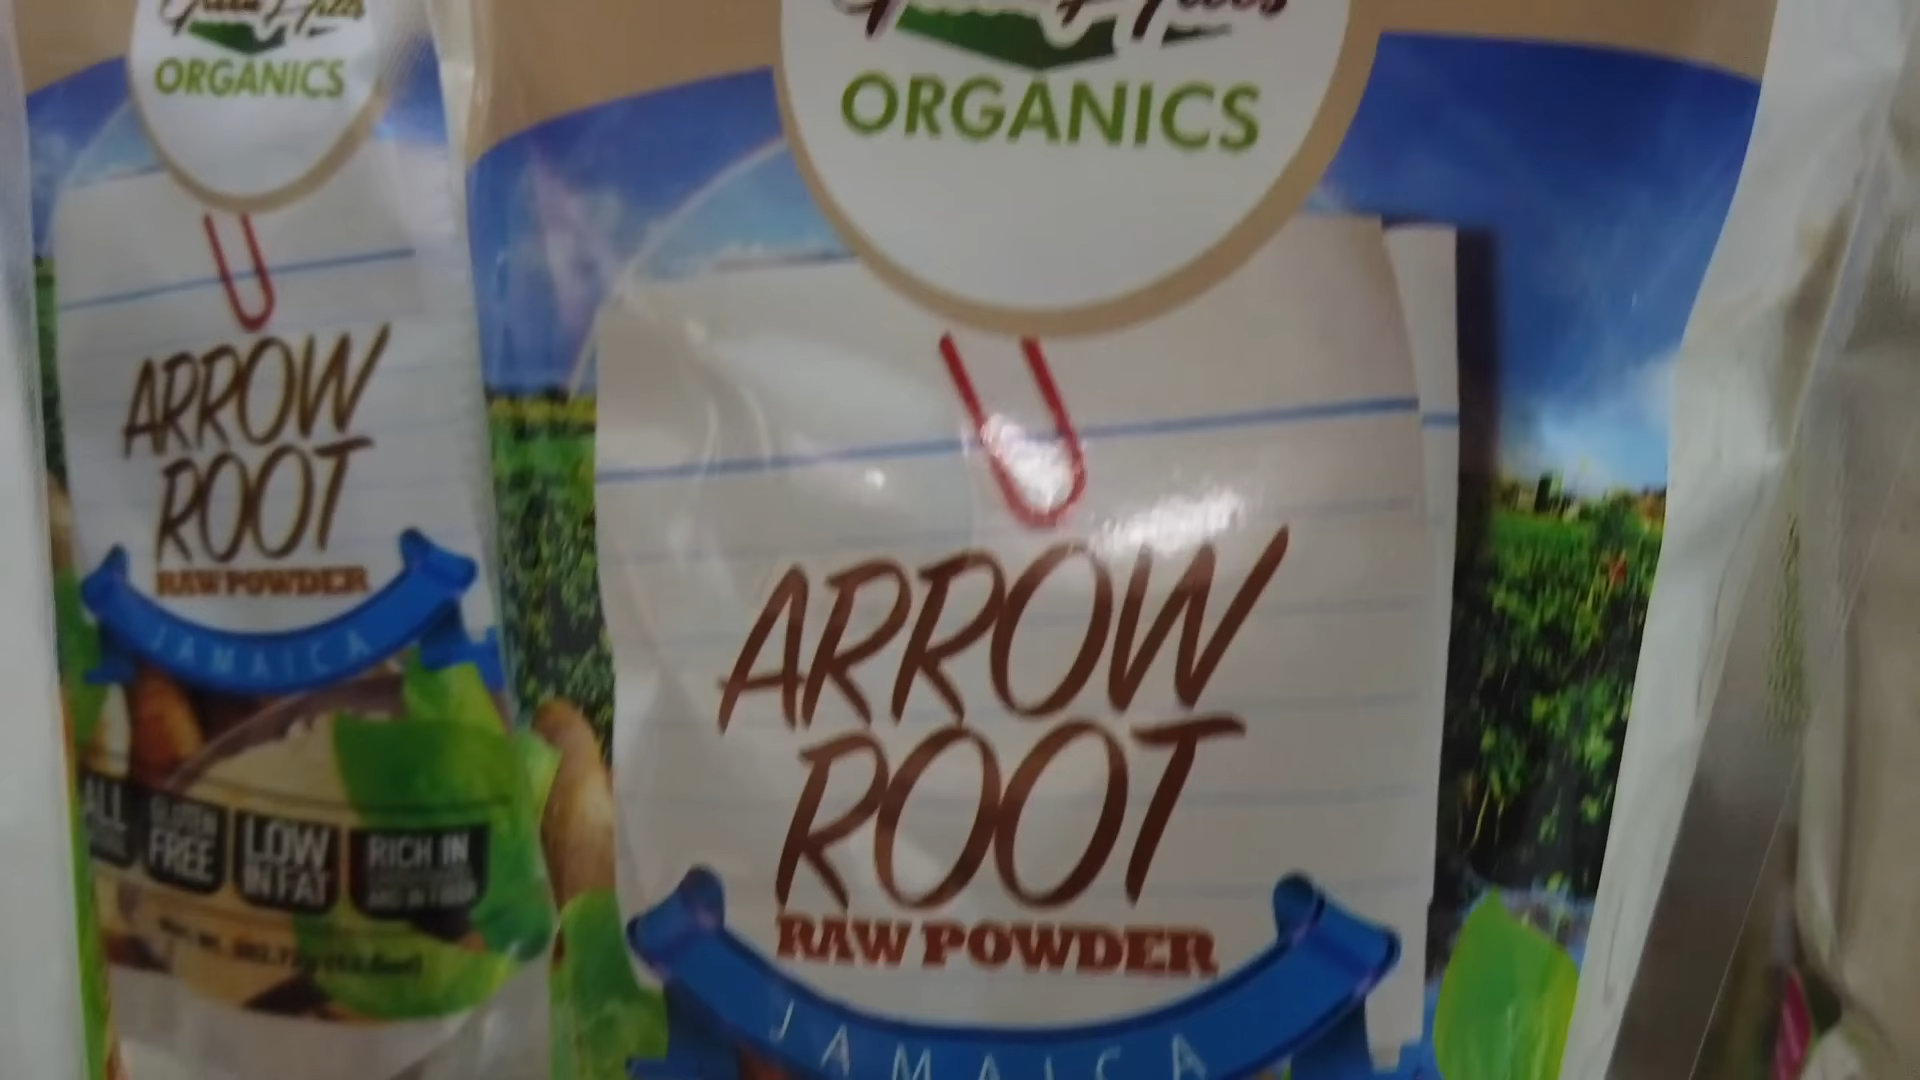 ORGANICS
ARROW
ROOT
RAW POWDER
JAMAICA
ALL
GLUTEN
FREE
LOW
IN FAT
RICH IN
ORGANICS
ARROW
ROOT
RAW POWDER
JAMAICA